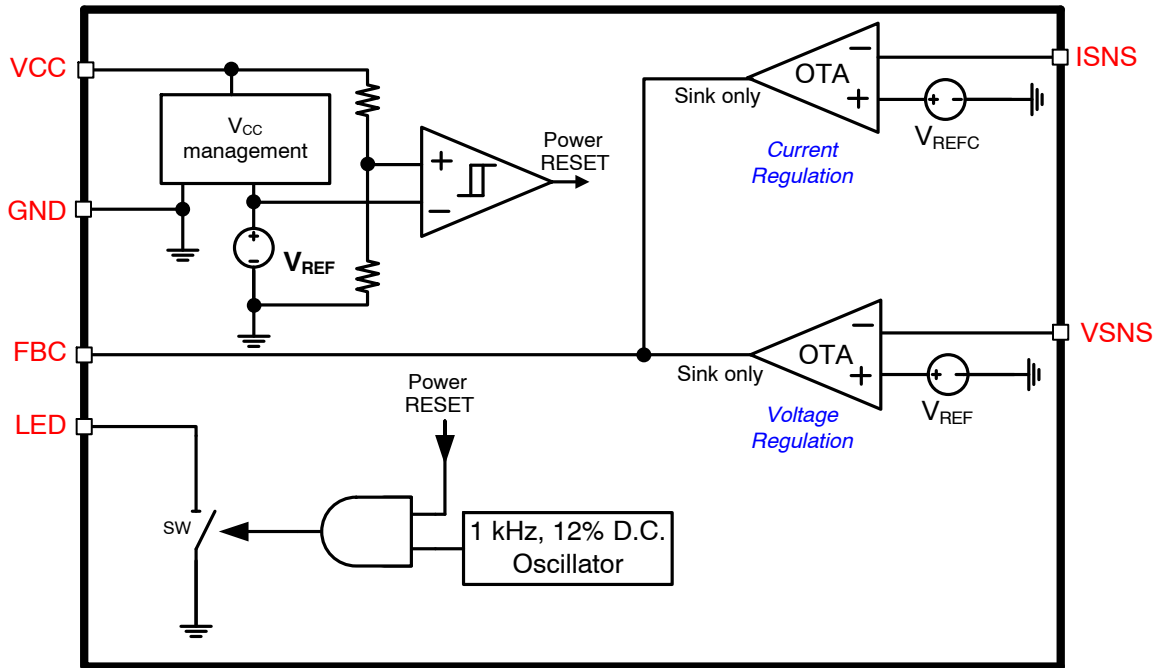 VCC
VCC
management
GND
VREF
+
−
+
−
Power
RESET
FBC
LED
SW
Power
RESET
1 kHz, 12% D.C.
Oscillator
OTA
−
+
Sink only
Current
Regulation
+
-
VREFC
ISNS
OTA
−
+
Sink only
Voltage
Regulation
+
-
VREF
VSNS